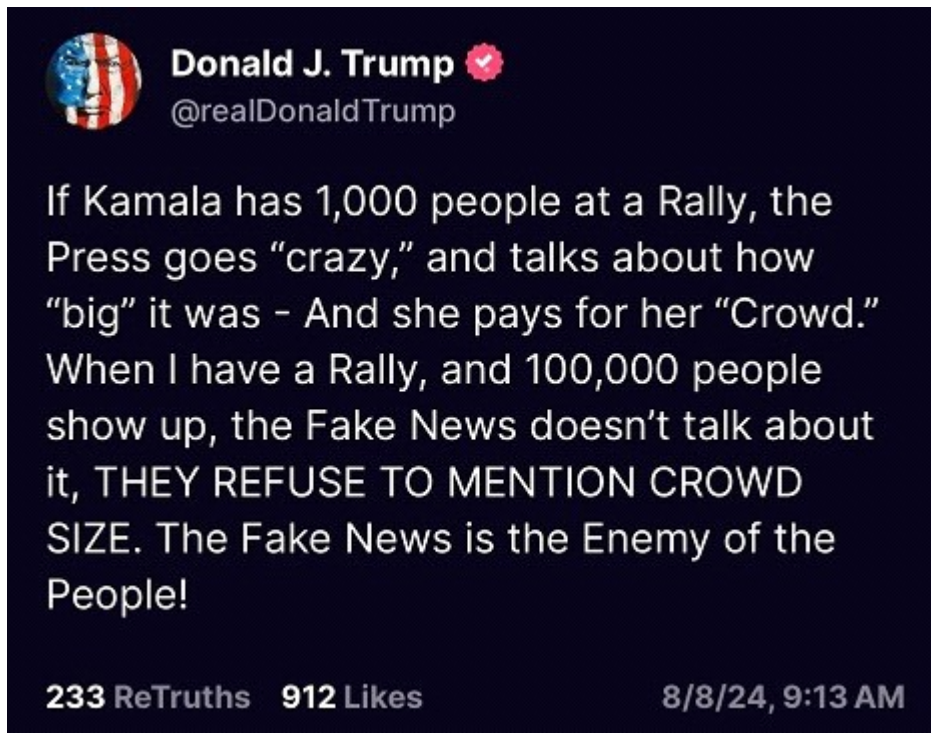 Donald J. Trump
@realDonaldTrump
If Kamala has 1,000 people at a Rally, the
Press goes “crazy,” and talks about how
“big” it was - And she pays for her “Crowd.”
When I have a Rally, and 100,000 people
show up, the Fake News doesn’t talk about
it, THEY REFUSE TO MENTION CROWD
SIZE. The Fake News is the Enemy of the
People!
233 ReTruths 912 Likes 8/8/24, 9:13 AM